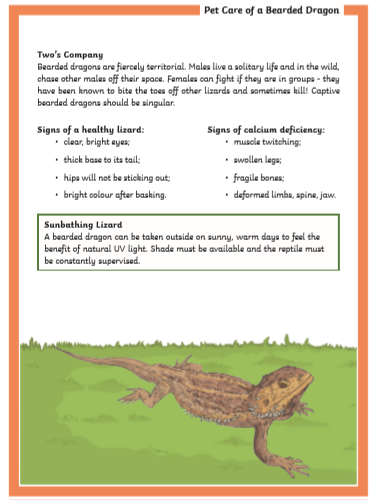 Pet Care of a Bearded Dragon
Two's Company
Bearded dragons are fiercely territorial. Males live a solitary life and in the wild,
chase other males off their space. Females can fight if they are in groups - they
have been known to bite the toes off other lizards and sometimes kill! Captive
bearded dragons should be singular.
Signs of a healthy lizard:
• clear, bright eyes;
• thick base to its tail;
• hips will not be sticking out;
• bright colour after basking.
Signs of calcium deficiency:
• muscle twitching;
• swollen legs;
• fragile bones;
• deformed limbs, spine, jaw.
Sunbathing Lizard
A bearded dragon can be taken outside on sunny, warm days to feel the
benefit of natural UV light. Shade must be available and the reptile must
be constantly supervised.